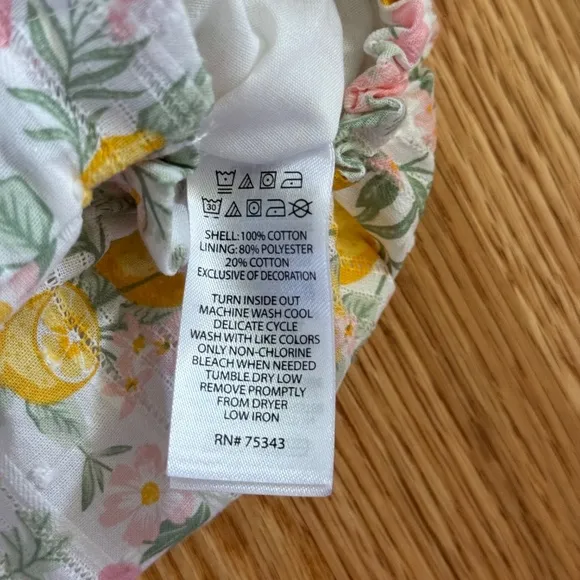 30
SHELL: 100% COTTON
LINING: 80% POLYESTER
20% COTTON
EXCLUSIVE OF DECORATION
TURN INSIDE OUT
MACHINE WASH COOL
DELICATE CYCLE
WASH WITH LIKE COLORS
ONLY NON-CHLORINE
BLEACH WHEN NEEDED
TUMBLE DRY LOW
REMOVE PROMPTLY
FROM DRYER
LOW IRON
RN# 75343